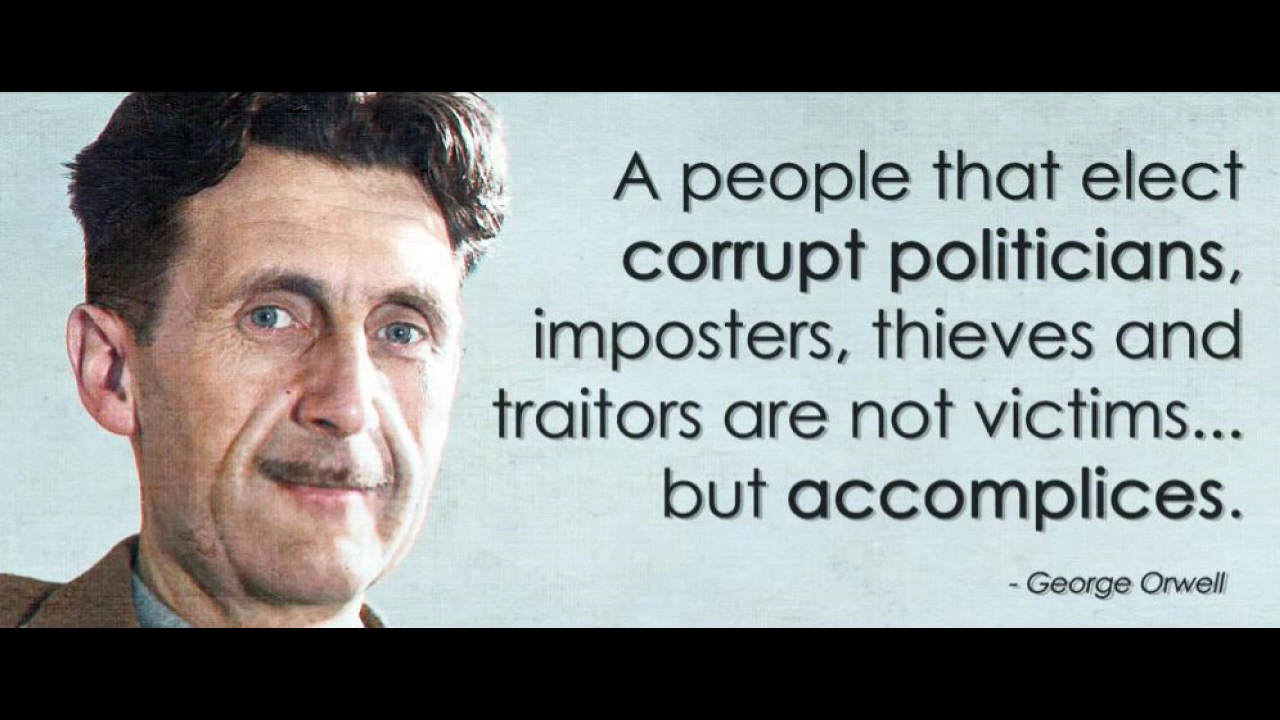 A people that elect
corrupt politicians,
imposters, thieves and
traitors are not victims...
but accomplices.
- George Orwell